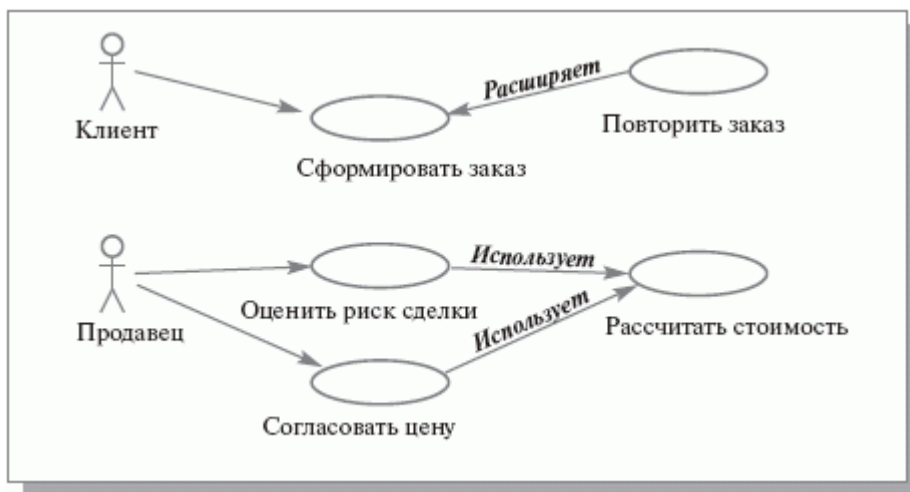 Расширяет
Клиент
Повторить заказ
Сформировать заказ
Использует
Оценить риск сделки
Использует
Продавец
Рассчитать стоимость
Согласовать цену